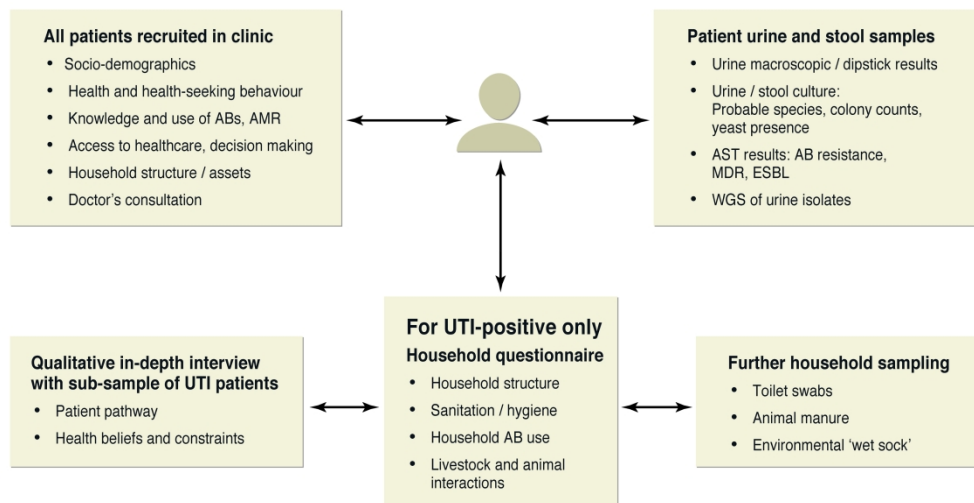 All patients recruited in clinic
• Socio-demographics
• Health and health-seeking behaviour
• Knowledge and use of ABs, AMR
• Access to healthcare, decision making
• Household structure / assets
• Doctor's consultation
Patient urine and stool samples
• Urine macroscopic / dipstick results
• Urine / stool culture:
Probable species, colony counts,
yeast presence
• AST results: AB resistance,
MDR, ESBL
• WGS of urine isolates
For UTI-positive only
Household questionnaire
• Household structure
• Sanitation / hygiene
• Household AB use
• Livestock and animal
interactions
Qualitative in-depth interview
with sub-sample of UTI patients
• Patient pathway
• Health beliefs and constraints
Further household sampling
• Toilet swabs
• Animal manure
• Environmental ‘wet sock’